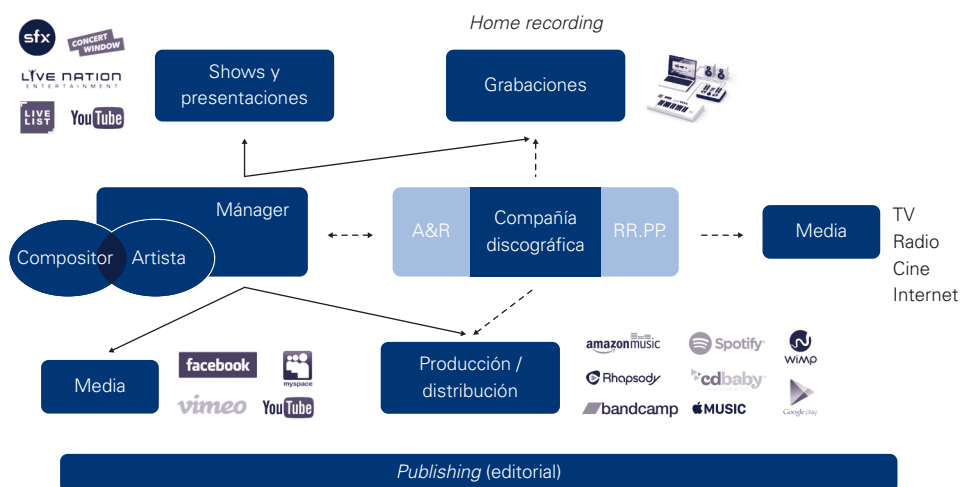 Home recording
sfx
CONCERT
WINDOW
LIVE NATION
ENTERTAINMENT
LIVE
LIST
YouTube
Shows y
presentaciones
Grabaciones
Mánager
Compositor
Artista
A&R
Compañía
discográfica
RR.PP.
Media
TV
Radio
Cine
Internet
Media
facebook
myspace
vimeo
YouTube
Producción /
distribución
amazonmusic
Spotify
WiMP
Rhapsody
cdbaby
bandcamp
MUSIC
Google play
Publishing (editorial)